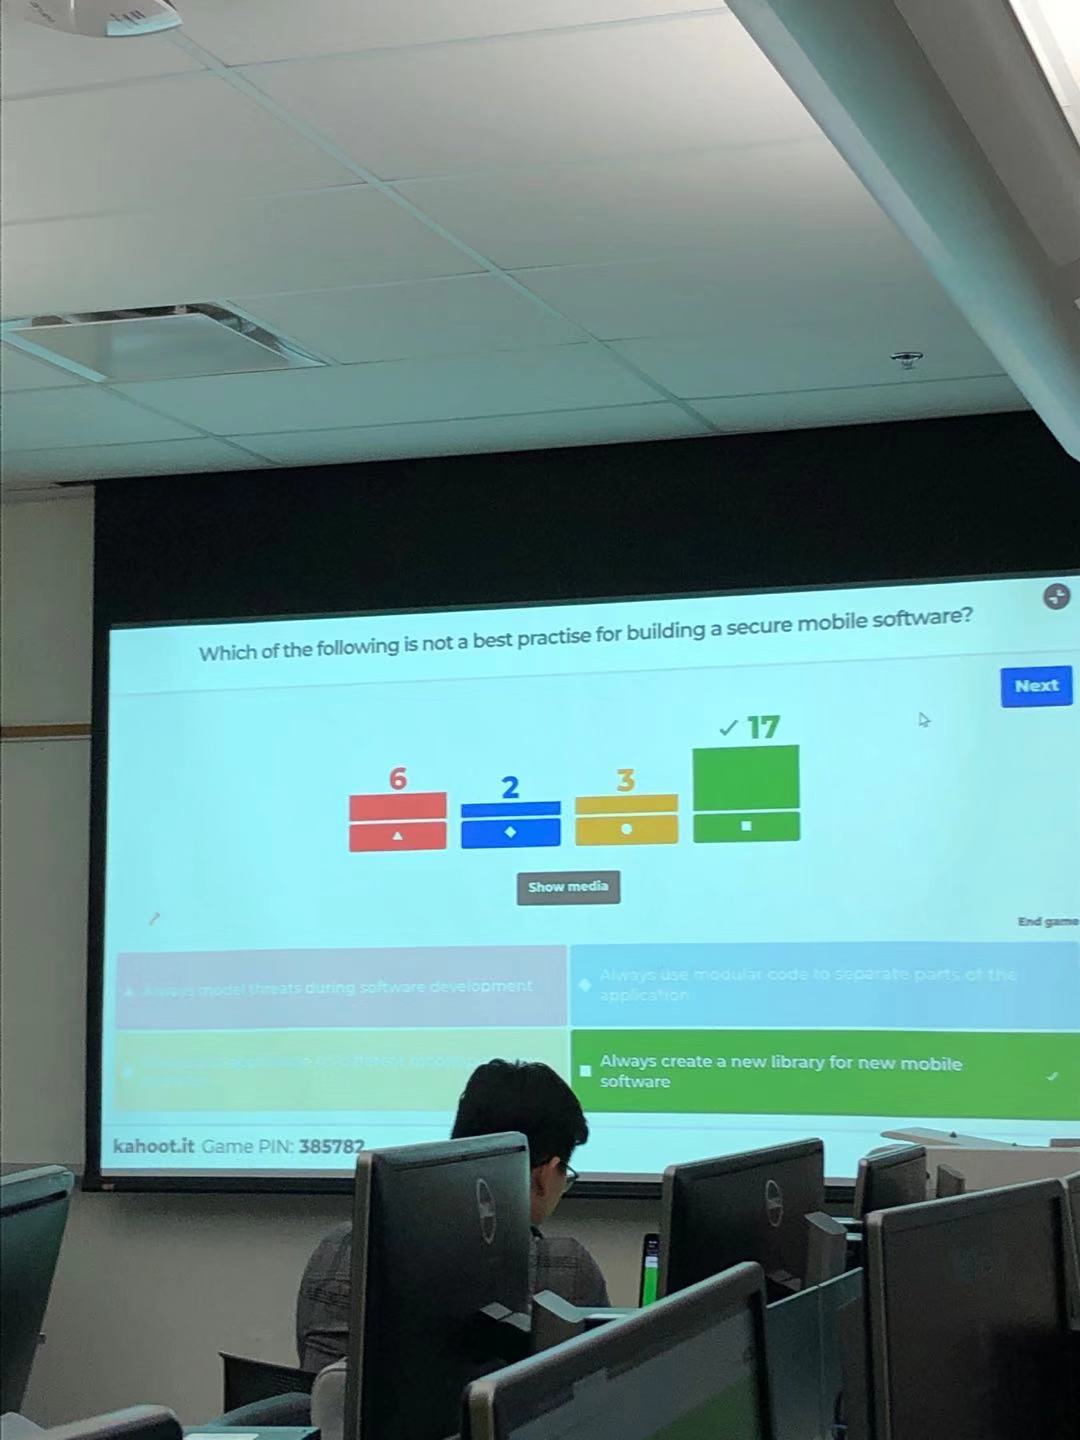 Which of the following is not a best practise for building a secure mobile software?
Next
6
2
3
17
Show media
End game
Always model threats during software development
Always use modular code to separate parts of the
application
Always create a new library for new mobile
software
kahoot.it Game PIN: 385782